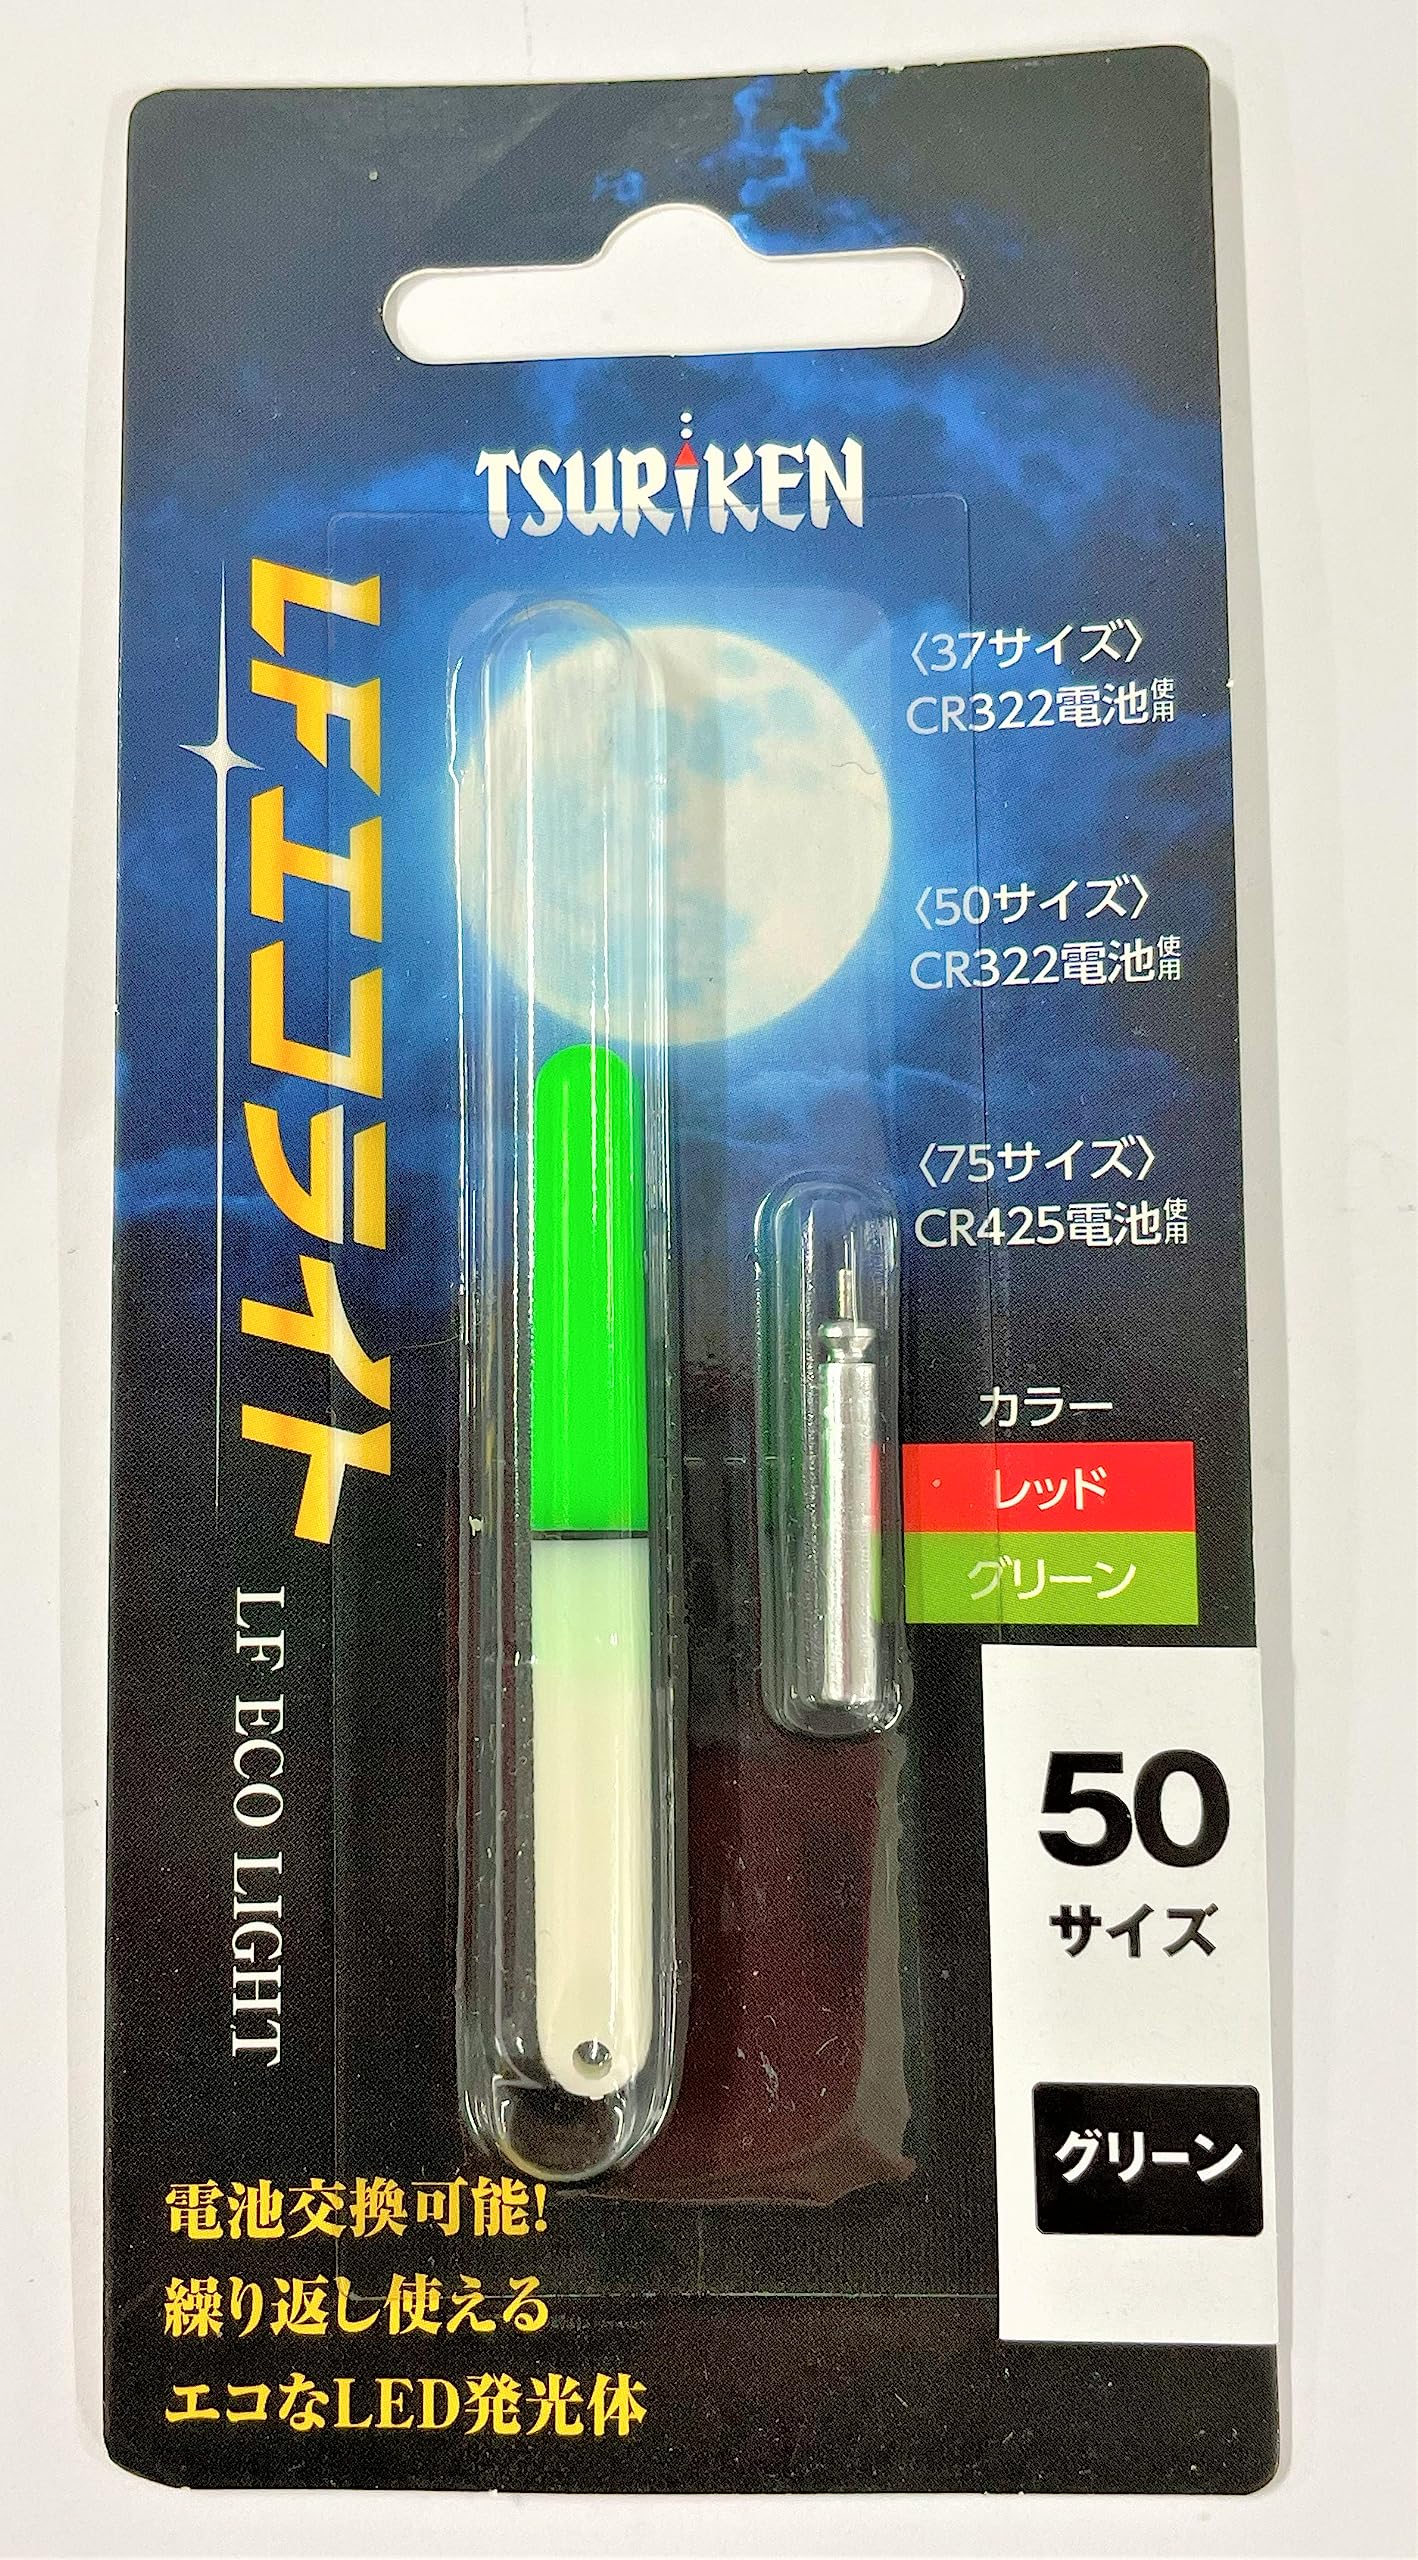 TSURIKEN
LFエコライト
LF ECO LIGHT
〈37サイズ〉
CR322電池使用
〈50サイズ〉
CR322電池使用
〈75サイズ〉
CR425電池使用
カラー
レッド
グリーン
50
サイズ
グリーン
電池交換可能!
繰り返し使える
エコなLED発光体